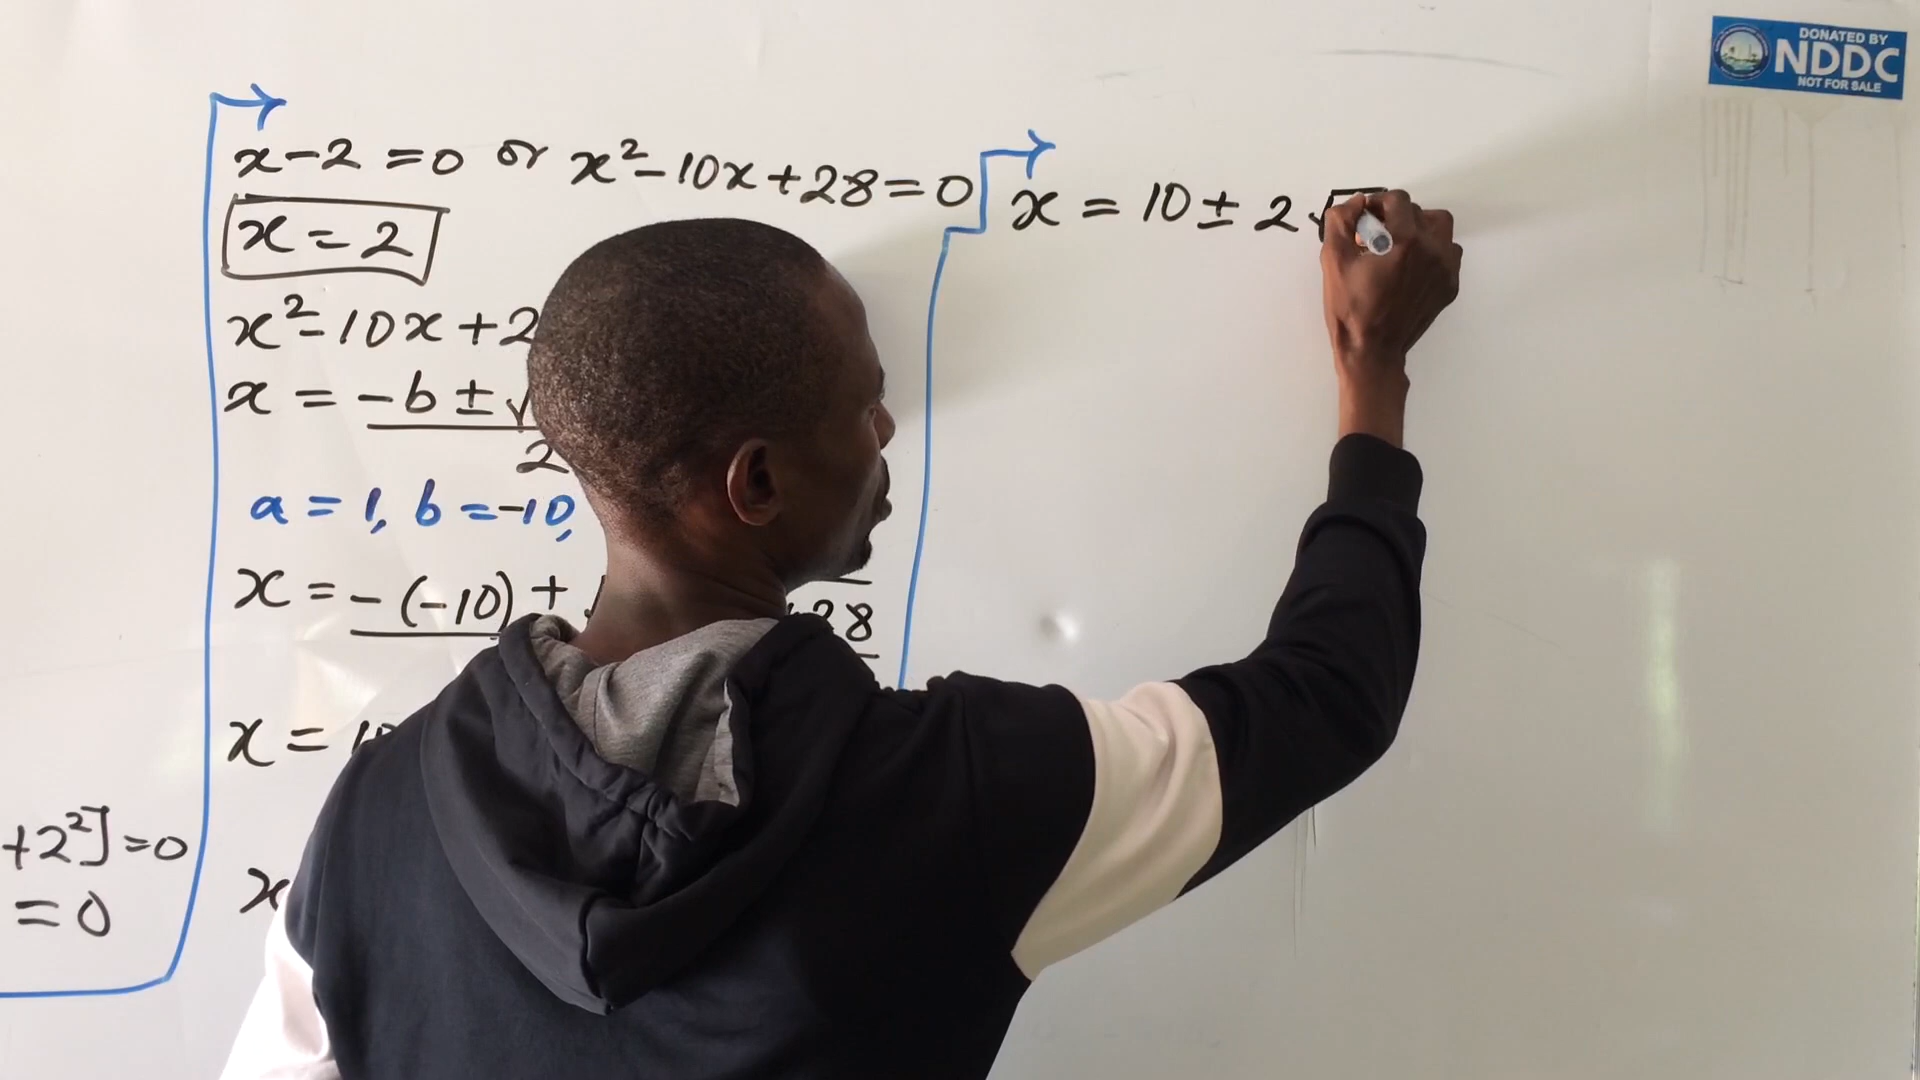 +2²] = 0
= 0
x - 2 = 0 or x² - 10x + 28 = 0
x = 2
x² - 10x + 2
x = -b ± √
2
a = 1, b = -10,
x = -(-10) ± √ 28
x = 10
x
x = 10 ± 2√
DONATED BY
NDDC
NOT FOR SALE